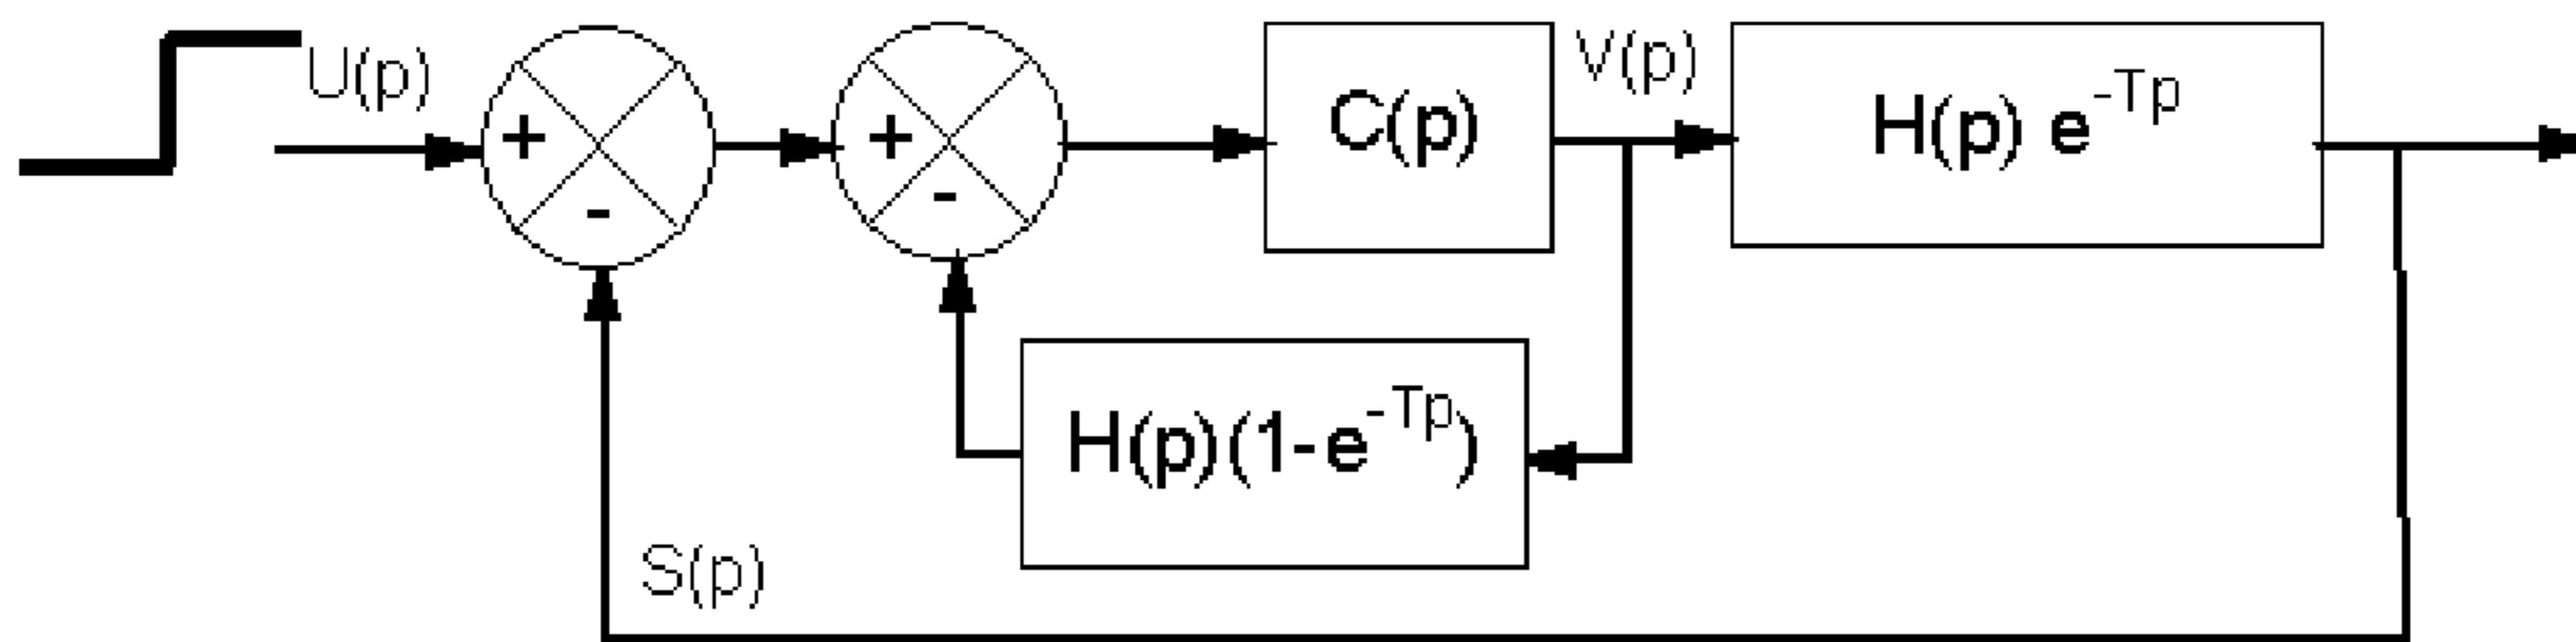 U(p)
+
-
+
-
C(p)
V(p)
H(p) e^-Tp
H(p)(1-e^-Tp)
S(p)